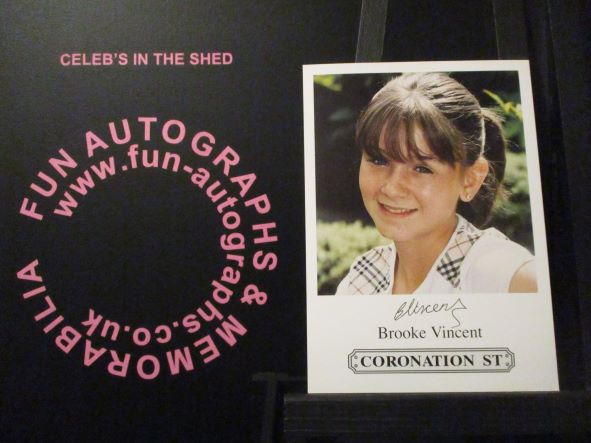 CELEB'S IN THE SHED
FUN AUTOGRAPHS & MEMORABILIA
www.fun-autographs.co.uk
Brooke Vincent
CORONATION ST